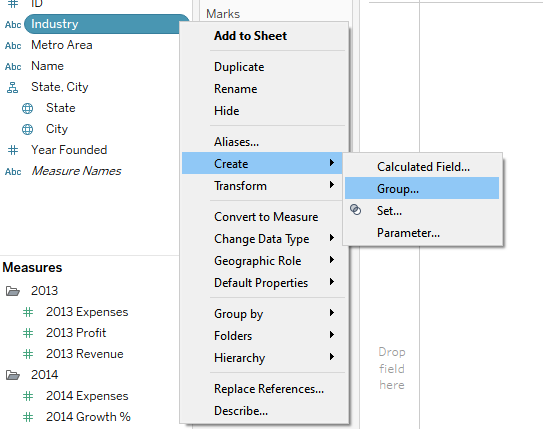 ID
Marks
Abc Industry
Abc Metro Area
Abc Name
State, City
State
City
# Year Founded
Abc Measure Names
Add to Sheet
Duplicate
Rename
Hide
Aliases...
Create
Transform
Convert to Measure
Change Data Type
Geographic Role
Default Properties
Group by
Folders
Hierarchy
Replace References...
Describe...
Calculated Field...
Group...
Set...
Parameter...
Measures
2013
# 2013 Expenses
# 2013 Profit
# 2013 Revenue
2014
# 2014 Expenses
# 2014 Growth %
Drop
field
here